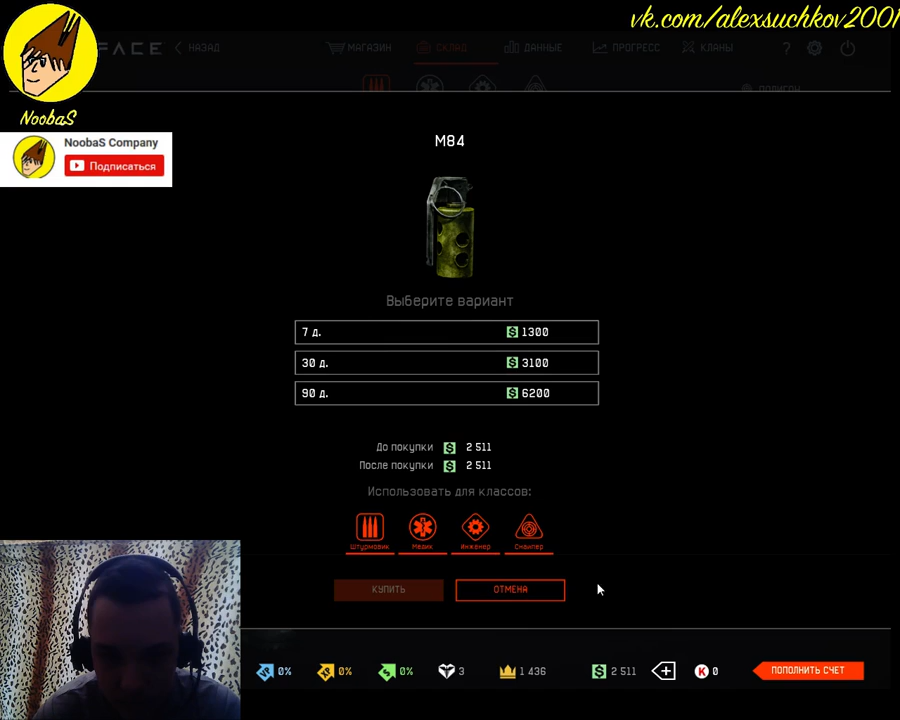 vk.com/alexsuchkov2001
FACE
НАЗАД
МАГАЗИН
СКЛАД
ДАННЫЕ
ПРОГРЕСС
КЛАНЫ
?
ПОЛИГОН
NoobaS
NoobaS Company
Подписаться
M84
Выберите вариант
7 д. $ 1300
30 д. $ 3100
90 д. $ 6200
До покупки $ 2 511
После покупки $ 2 511
Использовать для классов:
Штурмовик
Медик
Инженер
Снайпер
КУПИТЬ
ОТМЕНА
0%
0%
0%
3
1 436
$ 2 511
K 0
ПОПОЛНИТЬ СЧЕТ